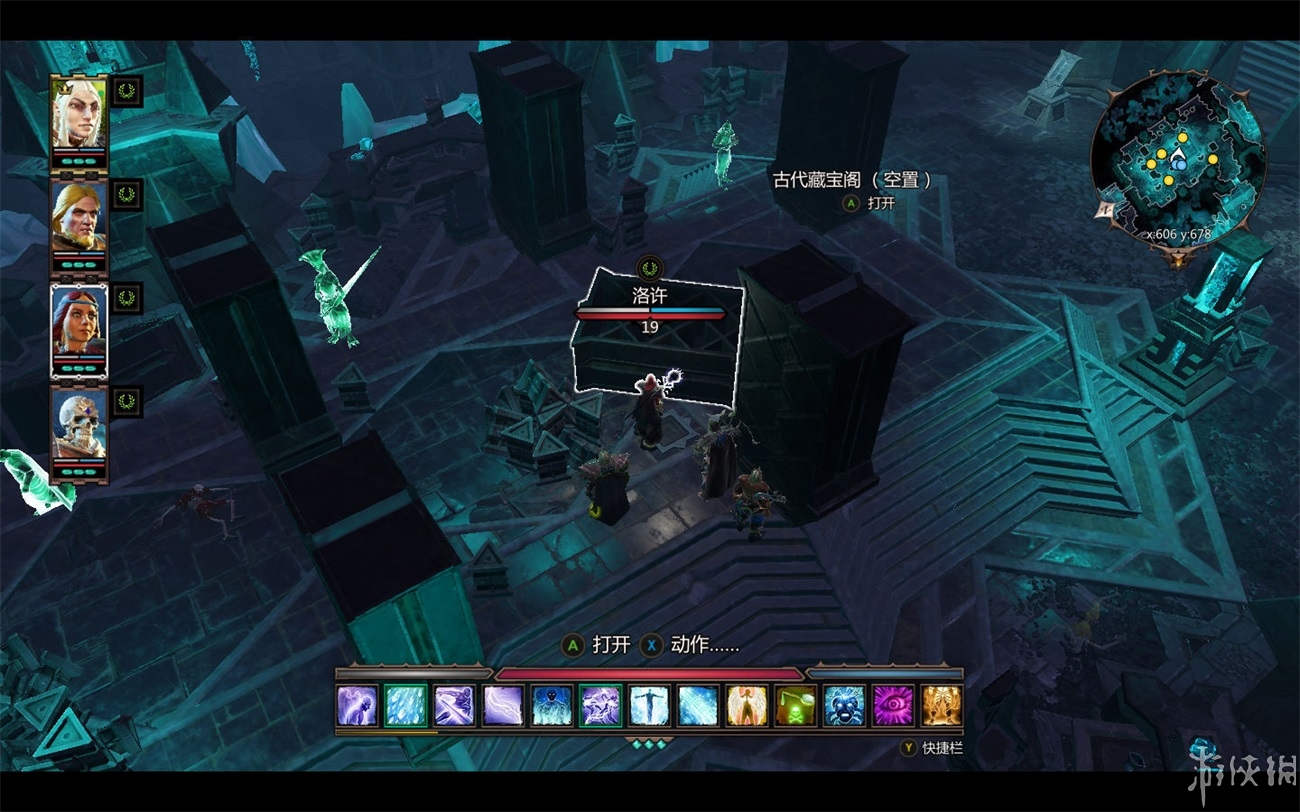 古代藏宝阁（空置）
A 打开
x:606 y:678
洛许
19
A 打开 X 动作......
Y 快捷栏
游侠网